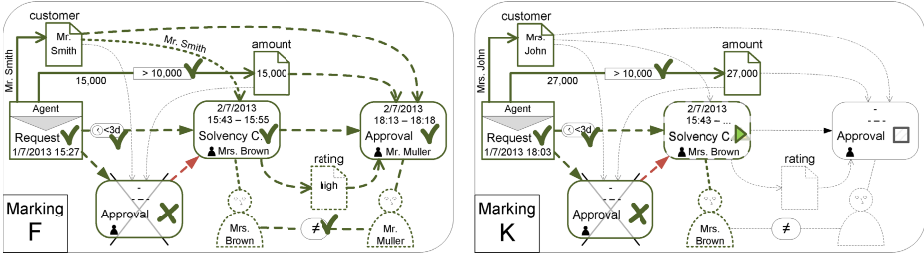 customer
Mr.
Smith
Mr. Smith
amount
Mr. Smith
15,000
> 10,000
15,000
Agent
Request
1/7/2013 15:27
<3d
2/7/2013
15:43 – 15:55
Solvency C.
Mrs. Brown
2/7/2013
18:13 – 18:18
Approval
Mr. Muller
rating
high
-
---
Approval
Mrs.
Brown
≠
Mr.
Muller
Marking
F
customer
Mrs.
John
amount
Mrs. John
27,000
> 10,000
27,000
Agent
Request
1/7/2013 18:03
<3d
2/7/2013
15:43 – ...
Solvency C.
Mrs. Brown
-
---
Approval
rating
-
---
Approval
Mrs.
Brown
≠
Marking
K